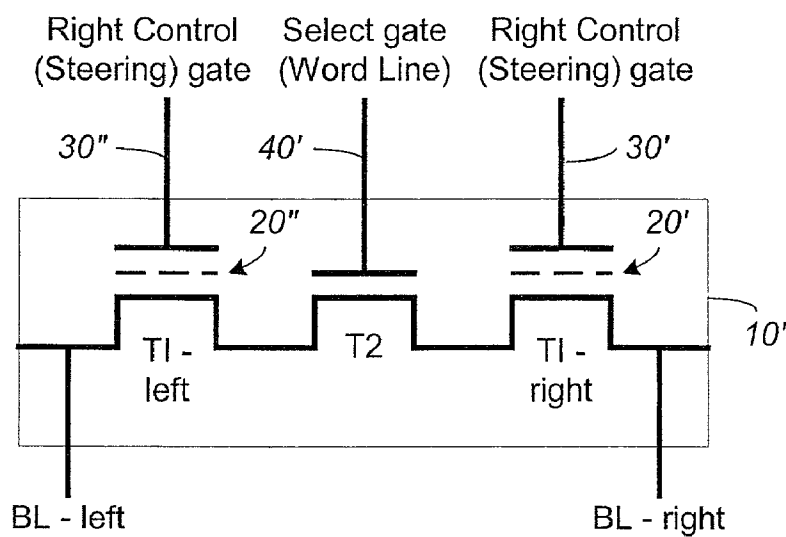 Right Control
(Steering) gate
Select gate
(Word Line)
Right Control
(Steering) gate
30"
40'
30'
20"
20'
10'
TI -
left
T2
TI -
right
BL - left
BL - right